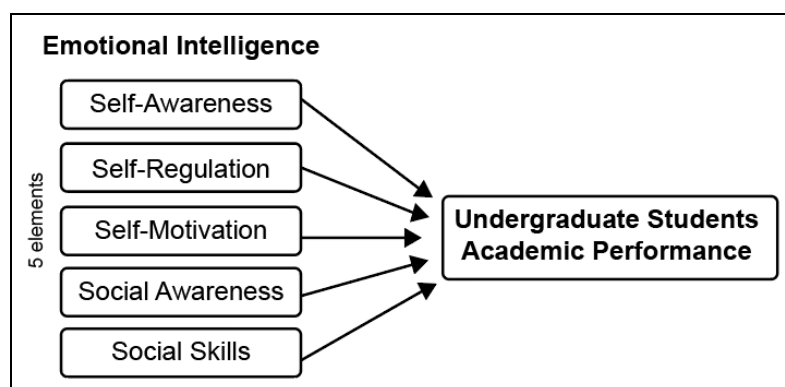 Emotional Intelligence
5 elements
Self-Awareness
Self-Regulation
Self-Motivation
Social Awareness
Social Skills
Undergraduate Students
Academic Performance